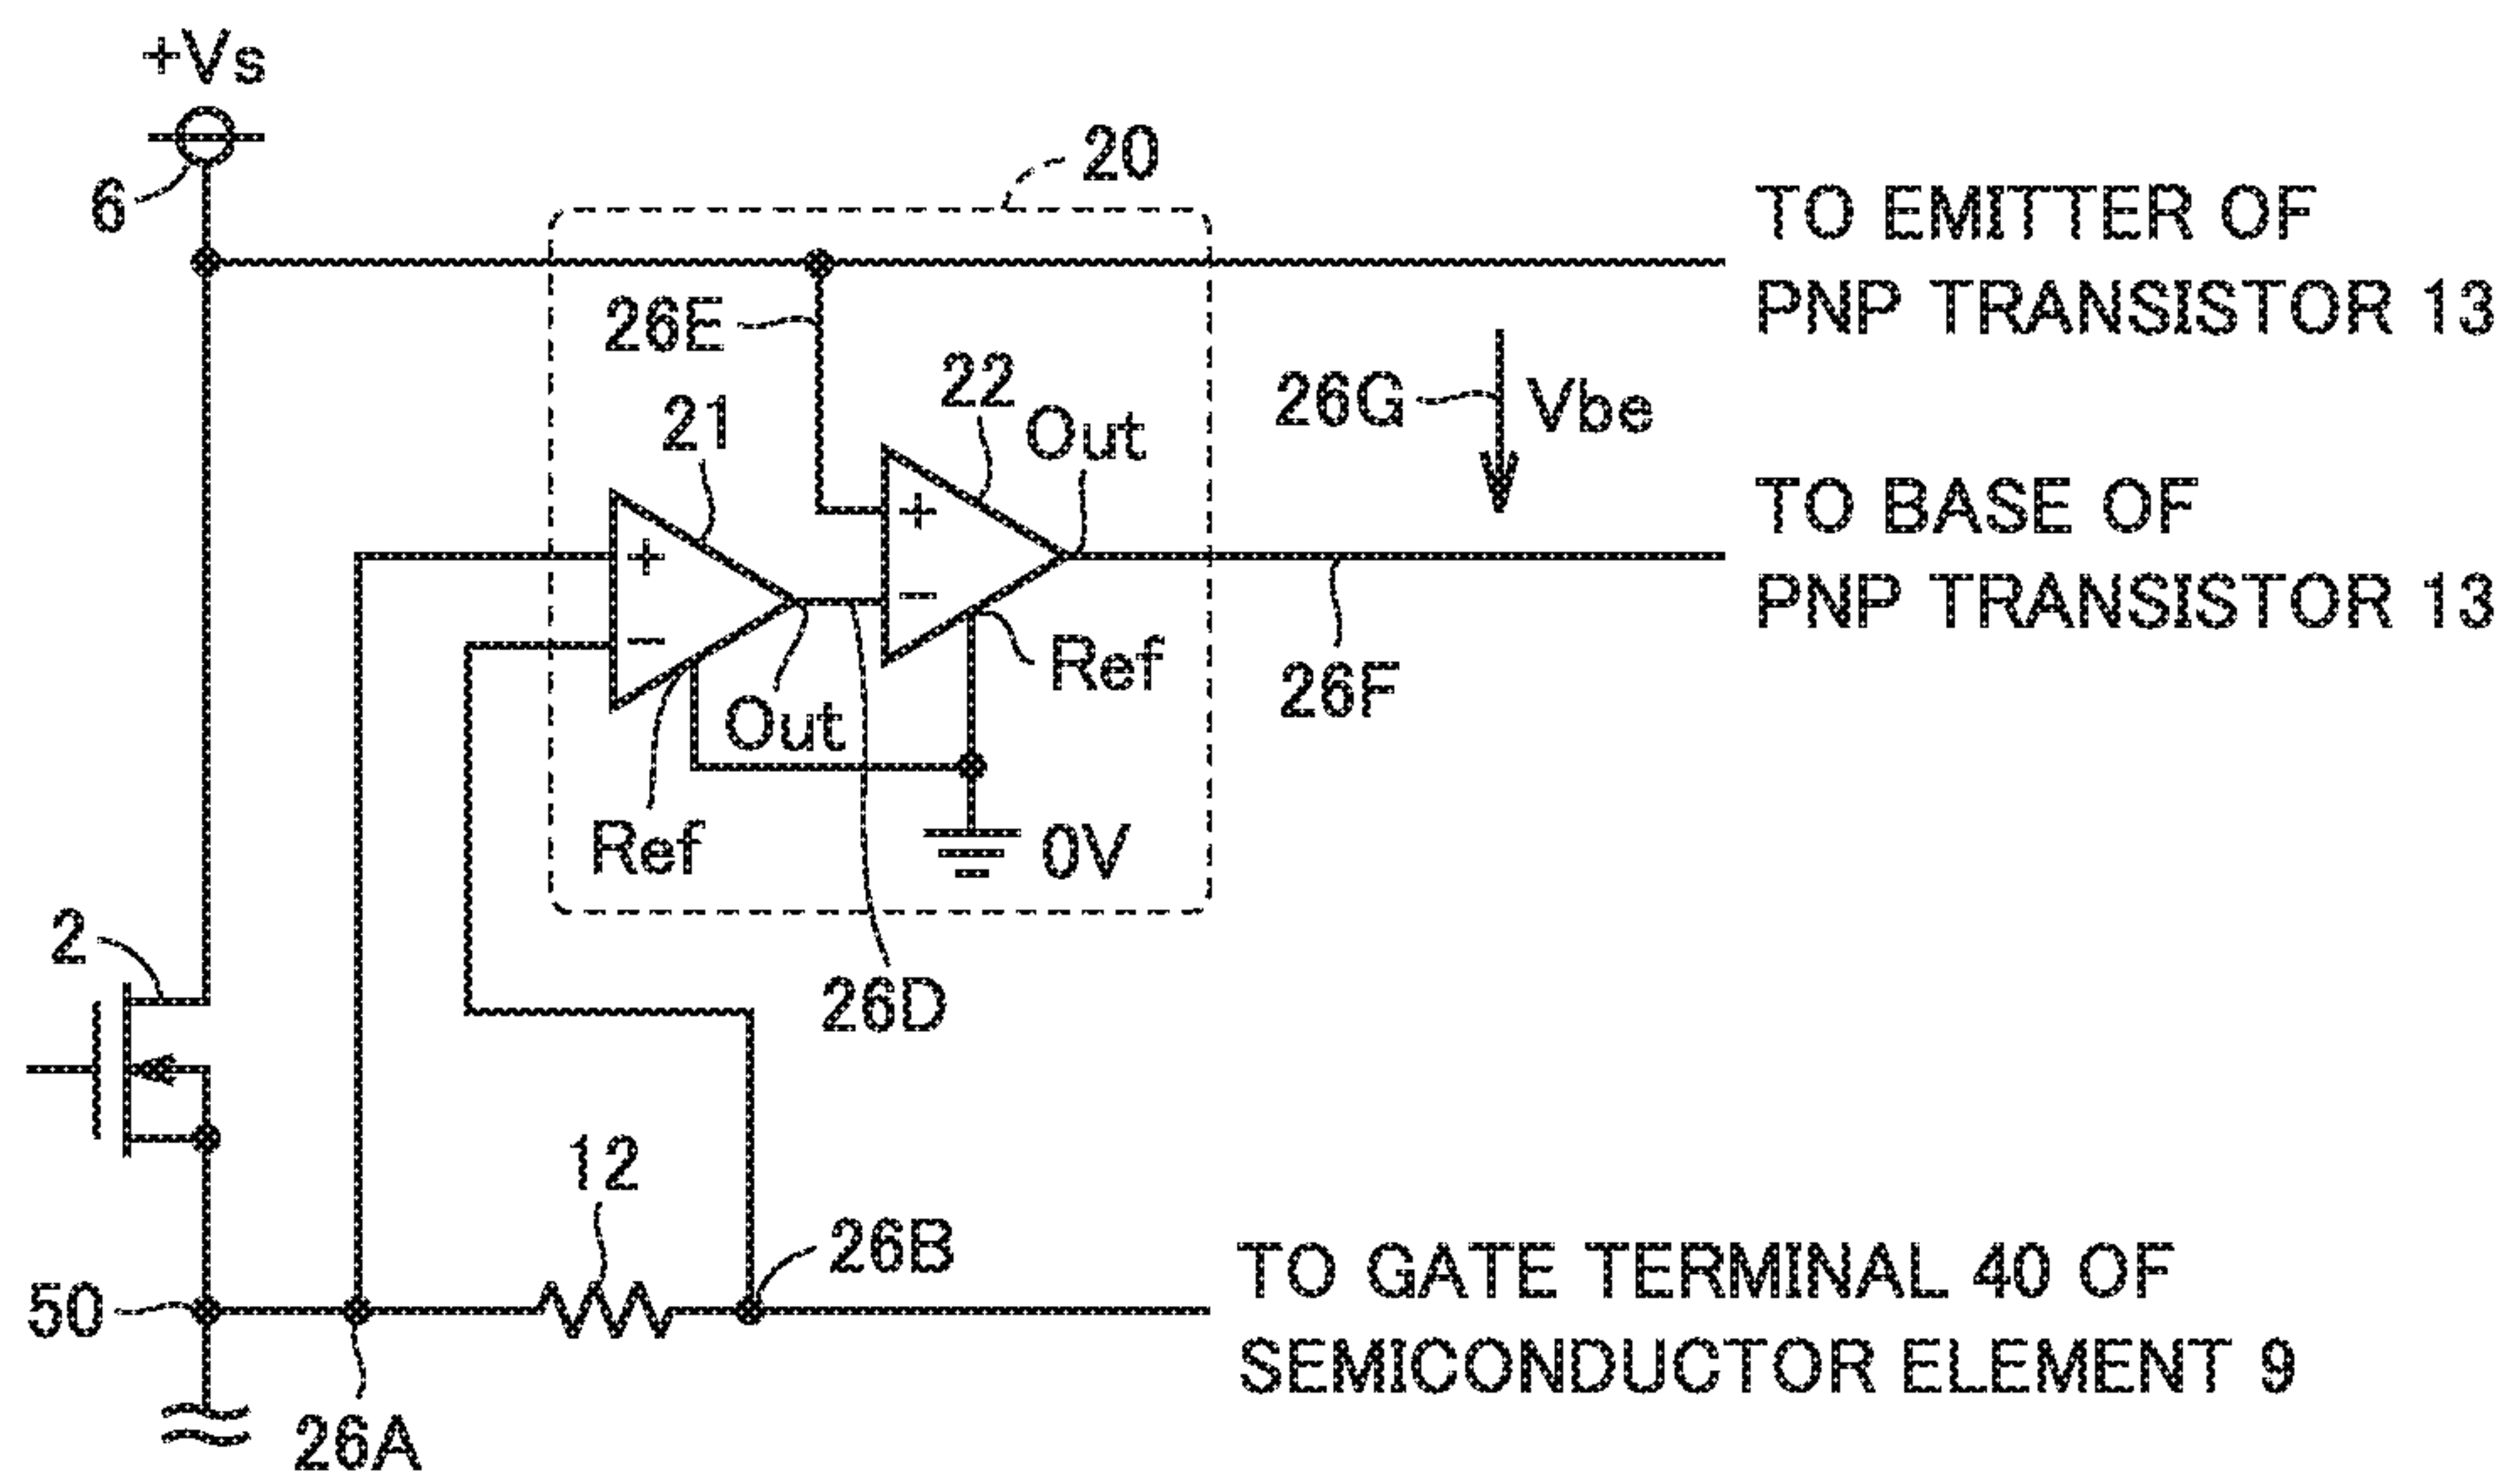 +Vs
6
20
TO EMITTER OF
PNP TRANSISTOR 13
26E
21
22
Out
26G
Vbe
TO BASE OF
PNP TRANSISTOR 13
+
−
+
−
Ref
Out
26F
Ref
0V
2
26D
12
26B
50
26A
TO GATE TERMINAL 40 OF
SEMICONDUCTOR ELEMENT 9